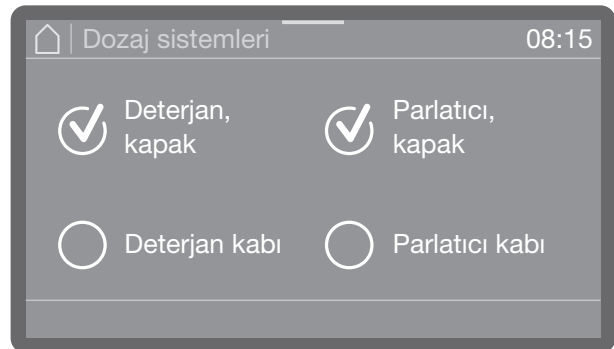 Dozaj sistemleri 08:15
Deterjan,
kapak
Parlatıcı,
kapak
Deterjan kabı
Parlatıcı kabı